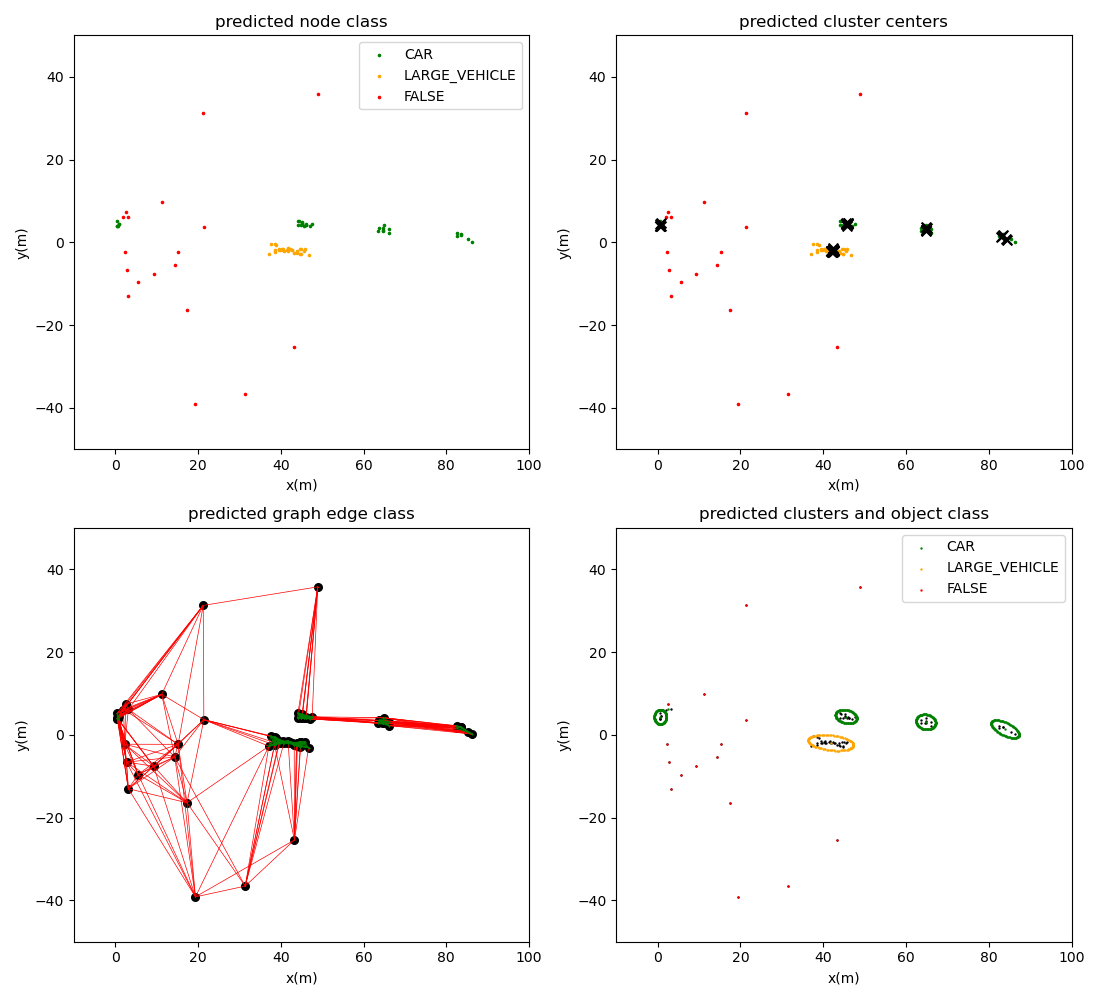 predicted node class
CAR
LARGE_VEHICLE
FALSE
40
20
0
−20
−40
y(m)
0
20
40
60
80
100
x(m)
predicted cluster centers
40
20
0
−20
−40
y(m)
0
20
40
60
80
100
x(m)
predicted graph edge class
40
20
0
−20
−40
y(m)
0
20
40
60
80
100
x(m)
predicted clusters and object class
CAR
LARGE_VEHICLE
FALSE
40
20
0
−20
−40
y(m)
0
20
40
60
80
100
x(m)